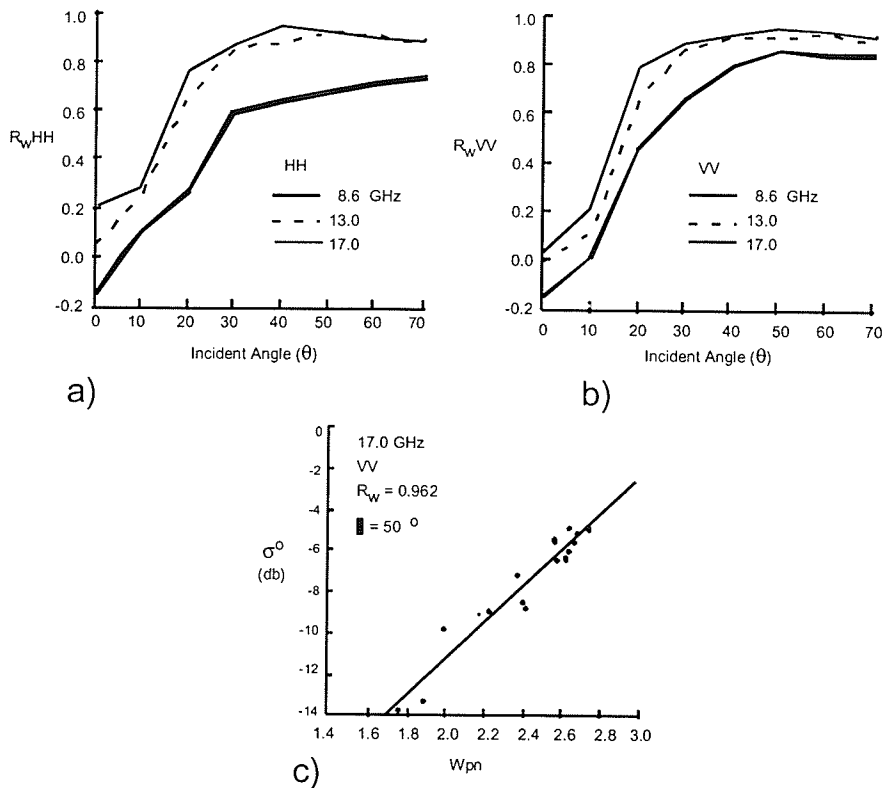 1.0
0.8
0.6
RwHH
0.4
0.2
0.0
-0.2
HH
8.6 GHz
13.0
17.0
0 10 20 30 40 50 60 70
Incident Angle (θ)
a)
1.0
0.8
0.6
RwVV
0.4
0.2
0.0
-0.2
VV
8.6 GHz
13.0
17.0
0 10 20 30 40 50 60 70
Incident Angle (θ)
b)
0
-2
-4
-6
σo
(db)
-8
-10
-12
-14
17.0 GHz
VV
Rw = 0.962
= 50 o
1.4 1.8 2.0 2.2 2.4 2.6 2.8 3.0
Wpn
c)